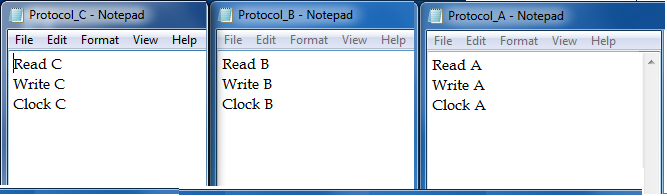 Protocol_C - Notepad
File Edit Format View Help
Read C
Write C
Clock C
Protocol_B - Notepad
File Edit Format View Help
Read B
Write B
Clock B
Protocol_A - Notepad
File Edit Format View Help
Read A
Write A
Clock A